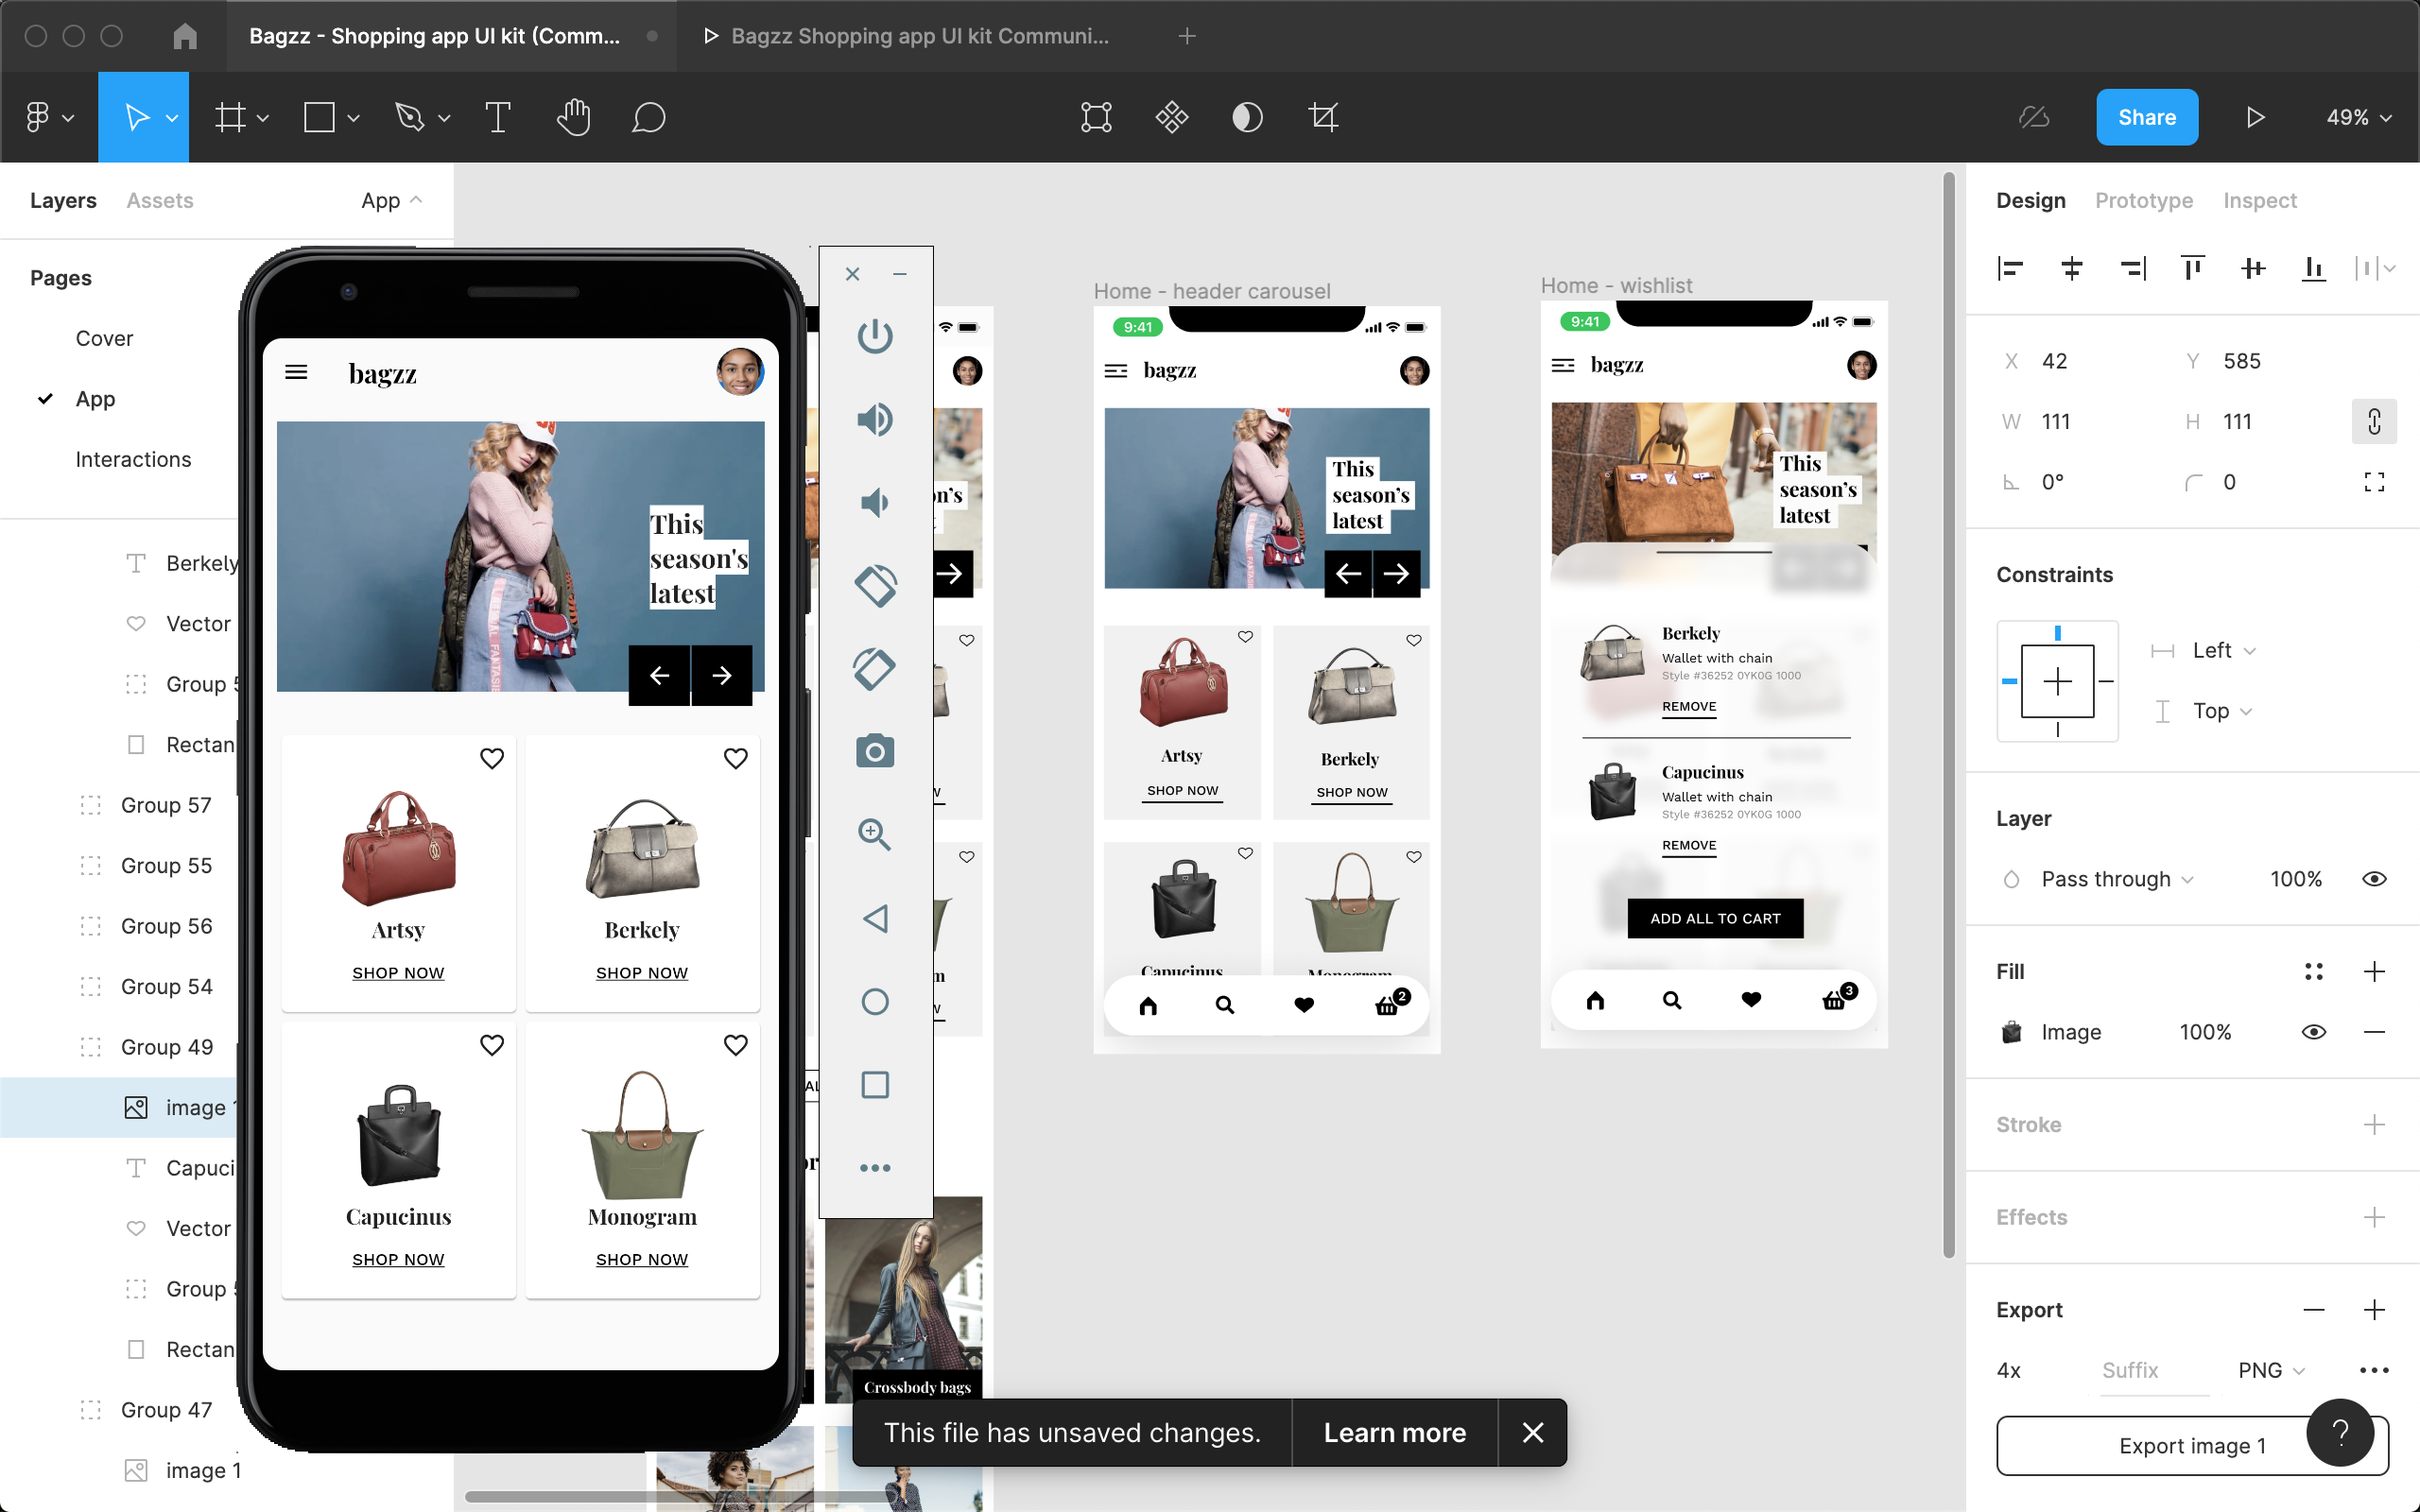 Bagzz - Shopping app UI kit (Comm...
Bagzz Shopping app UI kit Communi...
Share
49%
Layers
Assets
App
Pages
Cover
App
Interactions
Berkely
Vector
Group
Rectan
Group 57
Group 55
Group 56
Group 54
Group 49
image
Capuci
Vector
Group
Rectan
Group 47
image 1
bagzz
This
season's
latest
Artsy
SHOP NOW
Berkely
SHOP NOW
Capucinus
SHOP NOW
Monogram
SHOP NOW
Crossbody bags
Home - header carousel
9:41
bagzz
This
season's
latest
Artsy
SHOP NOW
Berkely
SHOP NOW
Capucinus
Monogram
2
Home - wishlist
9:41
bagzz
This
season's
latest
Berkely
Wallet with chain
Style #36252 0YK0G 1000
REMOVE
Capucinus
Wallet with chain
Style #36252 0YK0G 1000
REMOVE
ADD ALL TO CART
3
This file has unsaved changes.
Learn more
Design
Prototype
Inspect
X 42
Y 585
W 111
H 111
0°
0
Constraints
Left
Top
Layer
Pass through
100%
Fill
Image
100%
Stroke
Effects
Export
4x
Suffix
PNG
Export image 1
?